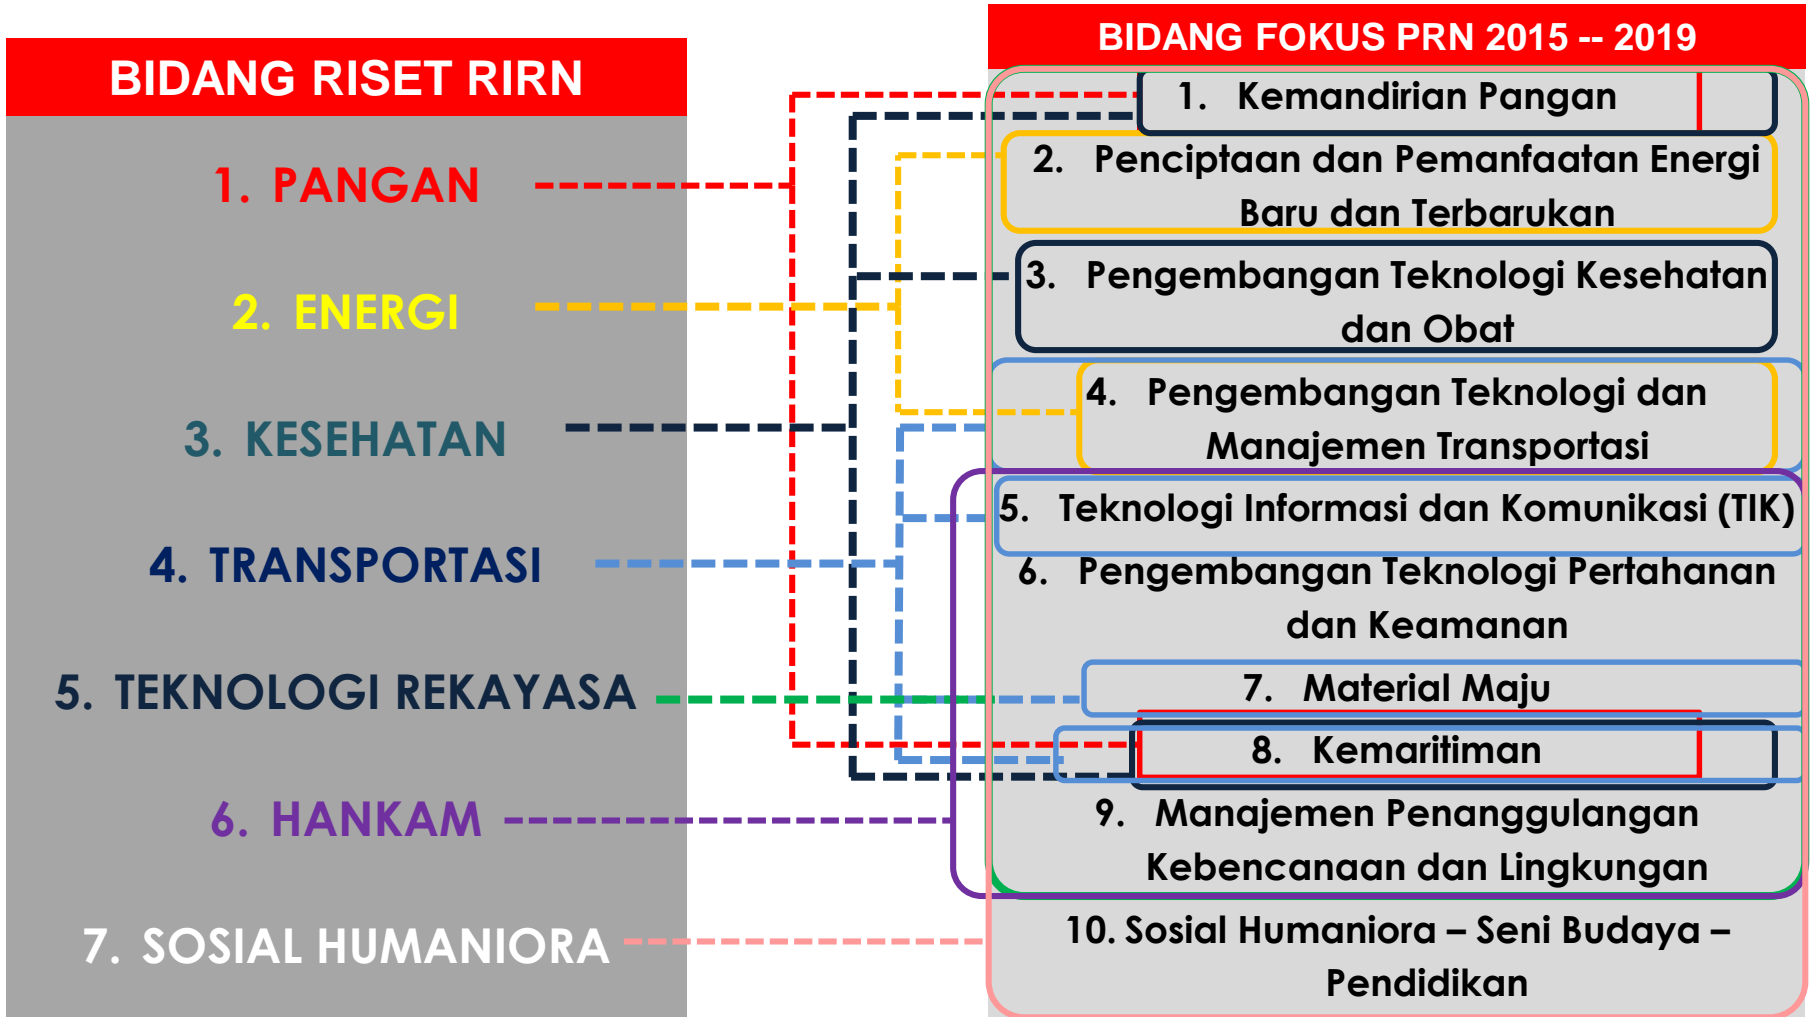 BIDANG RISET RIRN
1. PANGAN
2. ENERGI
3. KESEHATAN
4. TRANSPORTASI
5. TEKNOLOGI REKAYASA
6. HANKAM
7. SOSIAL HUMANIORA
BIDANG FOKUS PRN 2015 -- 2019
1. Kemandirian Pangan
2. Penciptaan dan Pemanfaatan Energi
Baru dan Terbarukan
3. Pengembangan Teknologi Kesehatan
dan Obat
4. Pengembangan Teknologi dan
Manajemen Transportasi
5. Teknologi Informasi dan Komunikasi (TIK)
6. Pengembangan Teknologi Pertahanan
dan Keamanan
7. Material Maju
8. Kemaritiman
9. Manajemen Penanggulangan
Kebencanaan dan Lingkungan
10. Sosial Humaniora – Seni Budaya –
Pendidikan